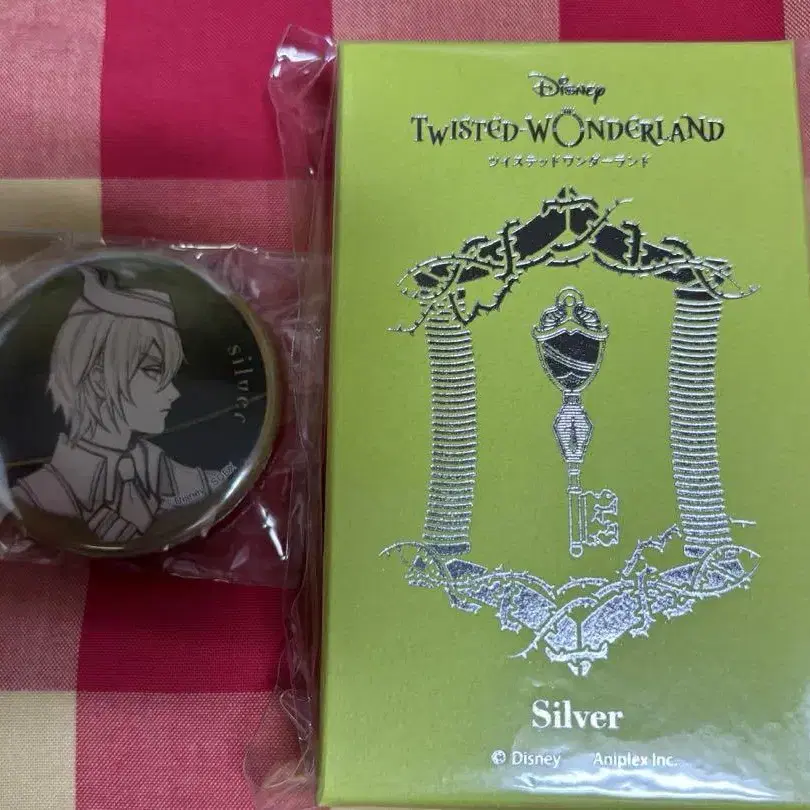 silver
Disney
TWISTED-WONDERLAND
ツイステッドワンダーランド
Silver
© Disney Aniplex Inc.